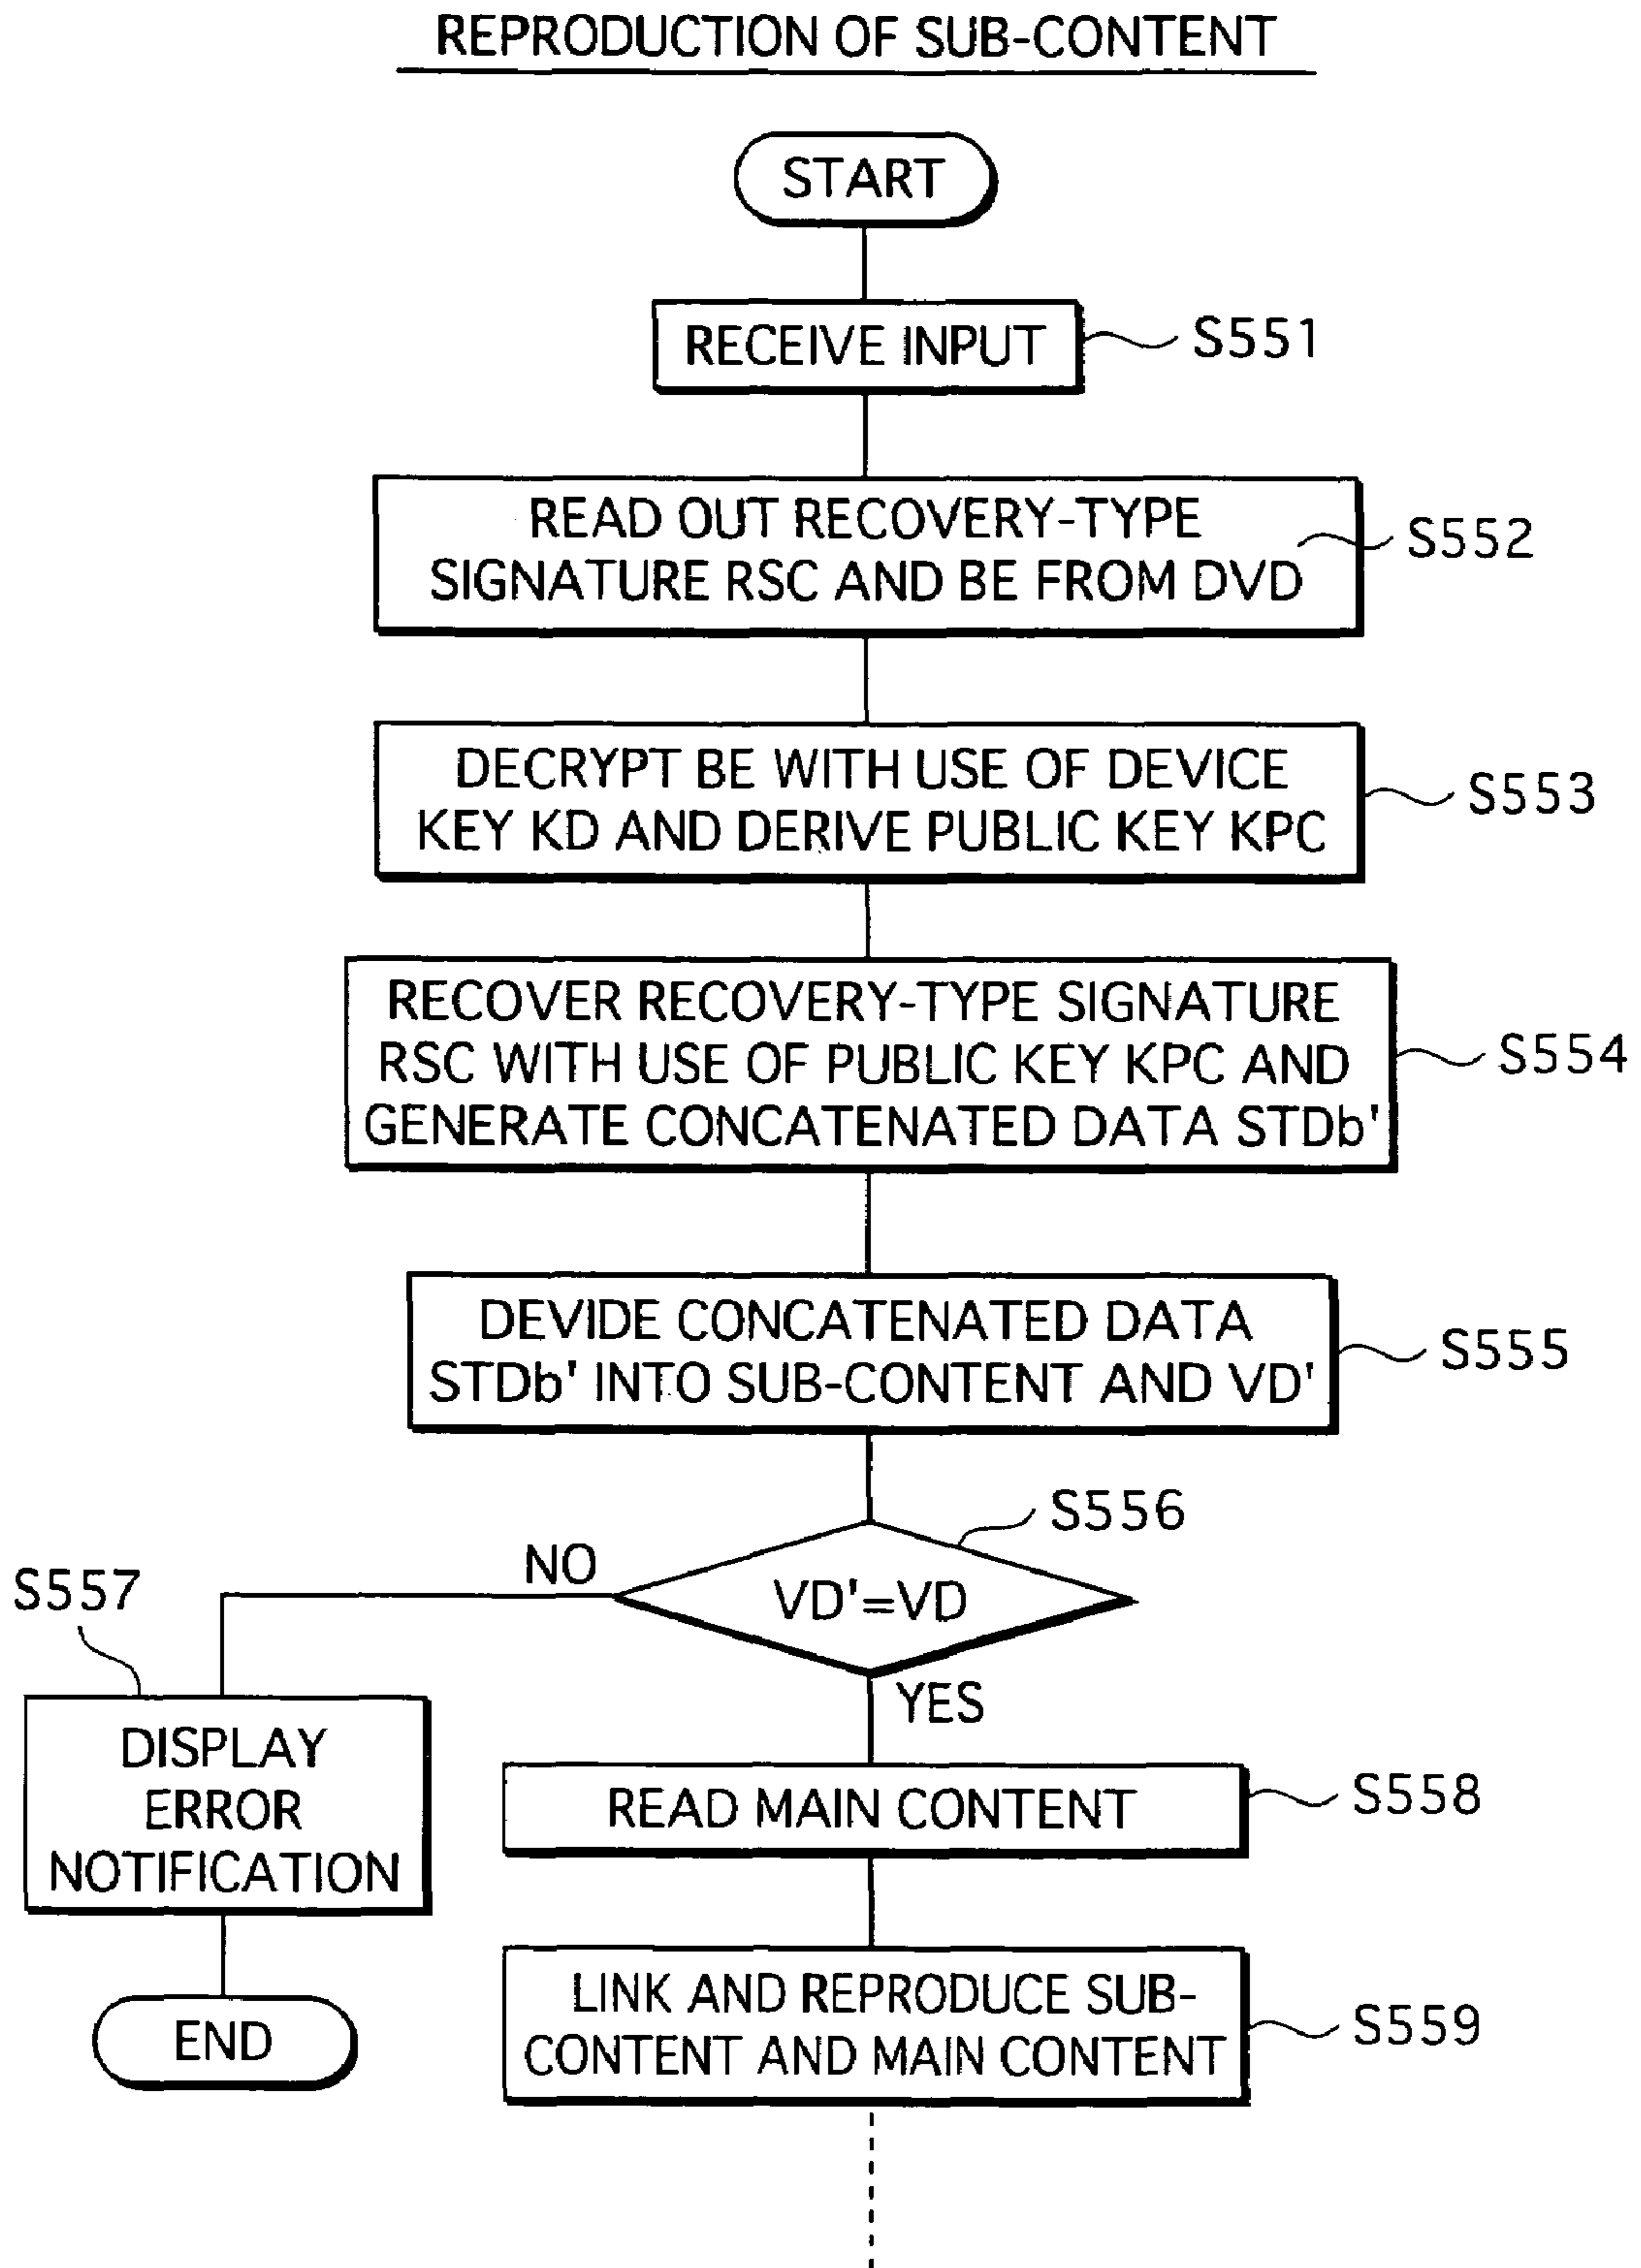 REPRODUCTION OF SUB-CONTENT
START
RECEIVE INPUT
S551
READ OUT RECOVERY-TYPE
SIGNATURE RSC AND BE FROM DVD
S552
DECRYPT BE WITH USE OF DEVICE
KEY KD AND DERIVE PUBLIC KEY KPC
S553
RECOVER RECOVERY-TYPE SIGNATURE
RSC WITH USE OF PUBLIC KEY KPC AND
GENERATE CONCATENATED DATA STDb'
S554
DEVIDE CONCATENATED DATA
STDb' INTO SUB-CONTENT AND VD'
S555
S556
VD'=VD
NO
YES
S557
DISPLAY
ERROR
NOTIFICATION
END
READ MAIN CONTENT
S558
LINK AND REPRODUCE SUB-
CONTENT AND MAIN CONTENT
S559